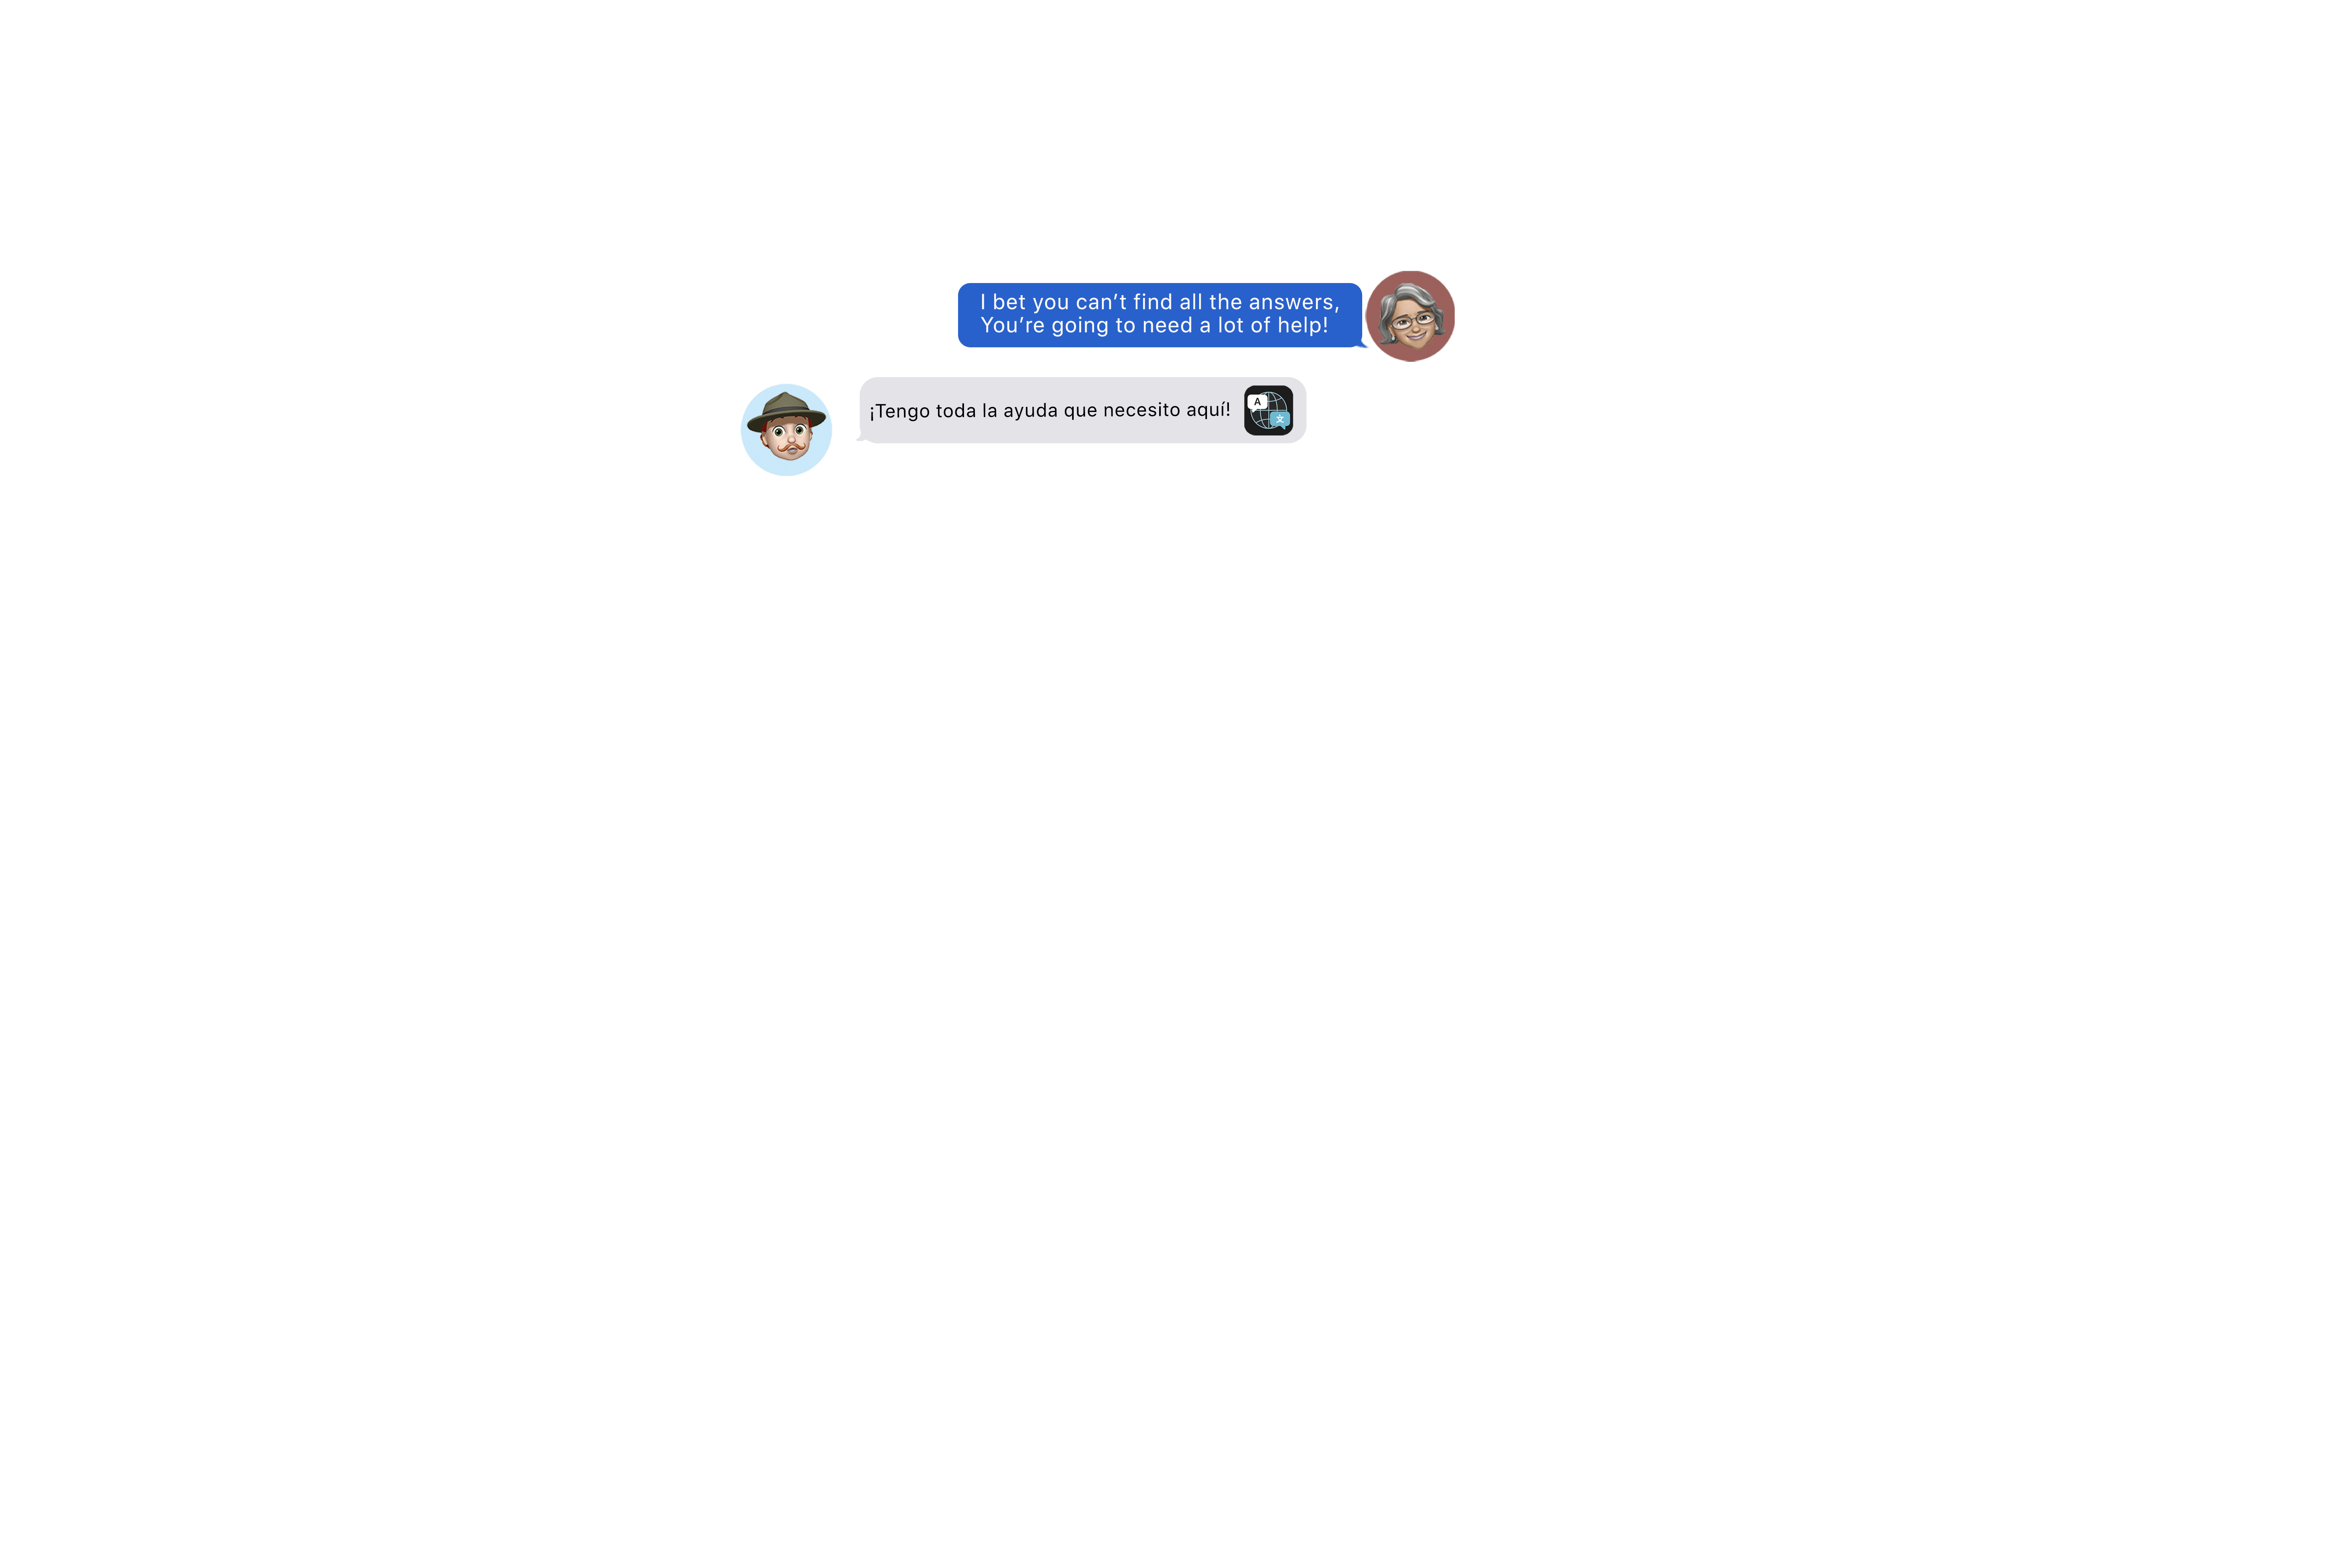 I bet you can’t find all the answers,
You’re going to need a lot of help!
¡Tengo toda la ayuda que necesito aquí!
A
文